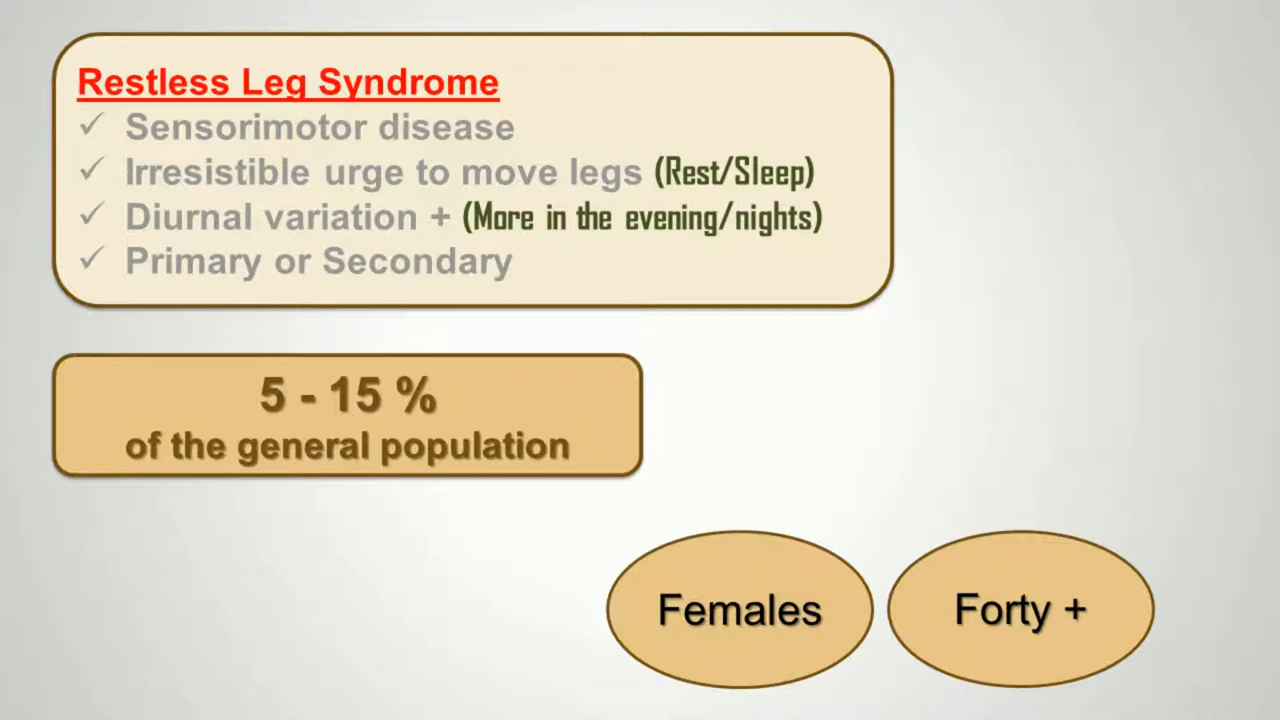 Restless Leg Syndrome
✓ Sensorimotor disease
✓ Irresistible urge to move legs (Rest/Sleep)
✓ Diurnal variation + (More in the evening/nights)
✓ Primary or Secondary
5 - 15 %
of the general population
Females
Forty +